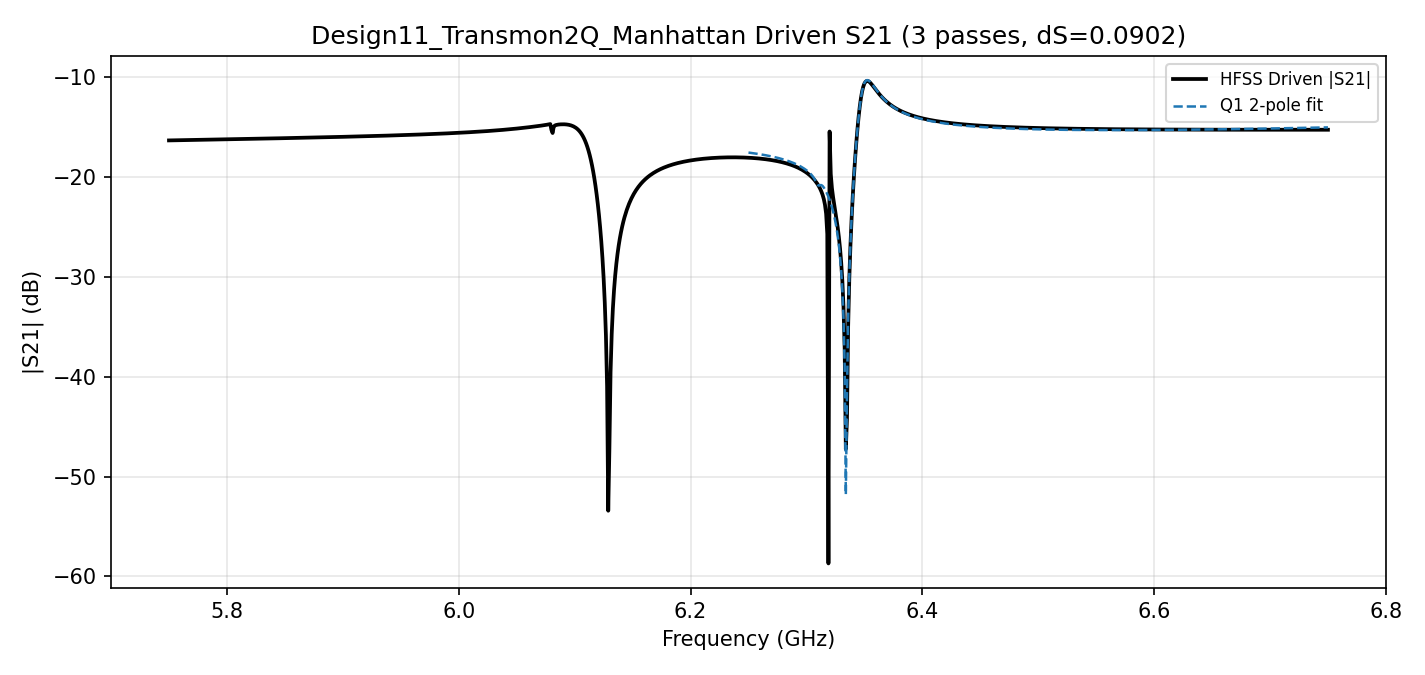 Design11_Transmon2Q_Manhattan Driven S21 (3 passes, dS=0.0902)
HFSS Driven |S21|
Q1 2-pole fit
|S21| (dB)
−10
−20
−30
−40
−50
−60
5.8
6.0
6.2
6.4
6.6
6.8
Frequency (GHz)